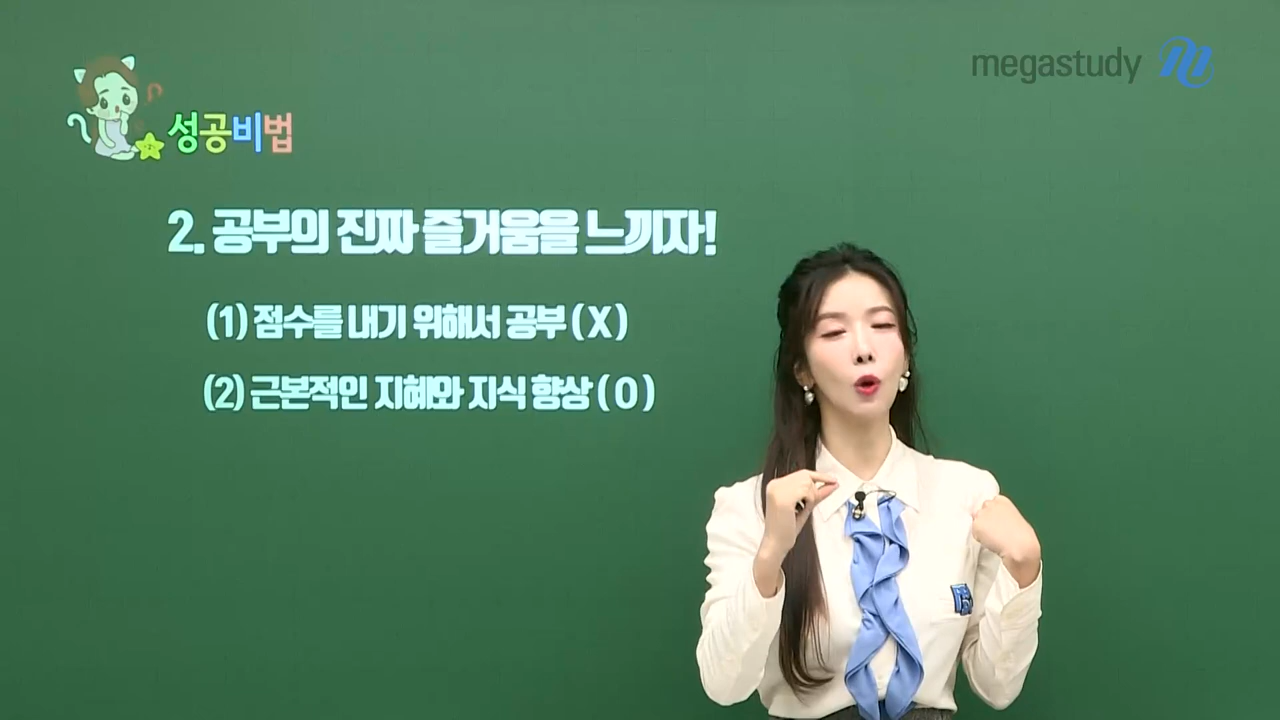 megastudy
성공비법
2. 공부의 진짜 즐거움을 느끼자!
(1) 점수를 내기 위해서 공부 ( X )
(2) 근본적인 지혜와 지식 향상 ( O )